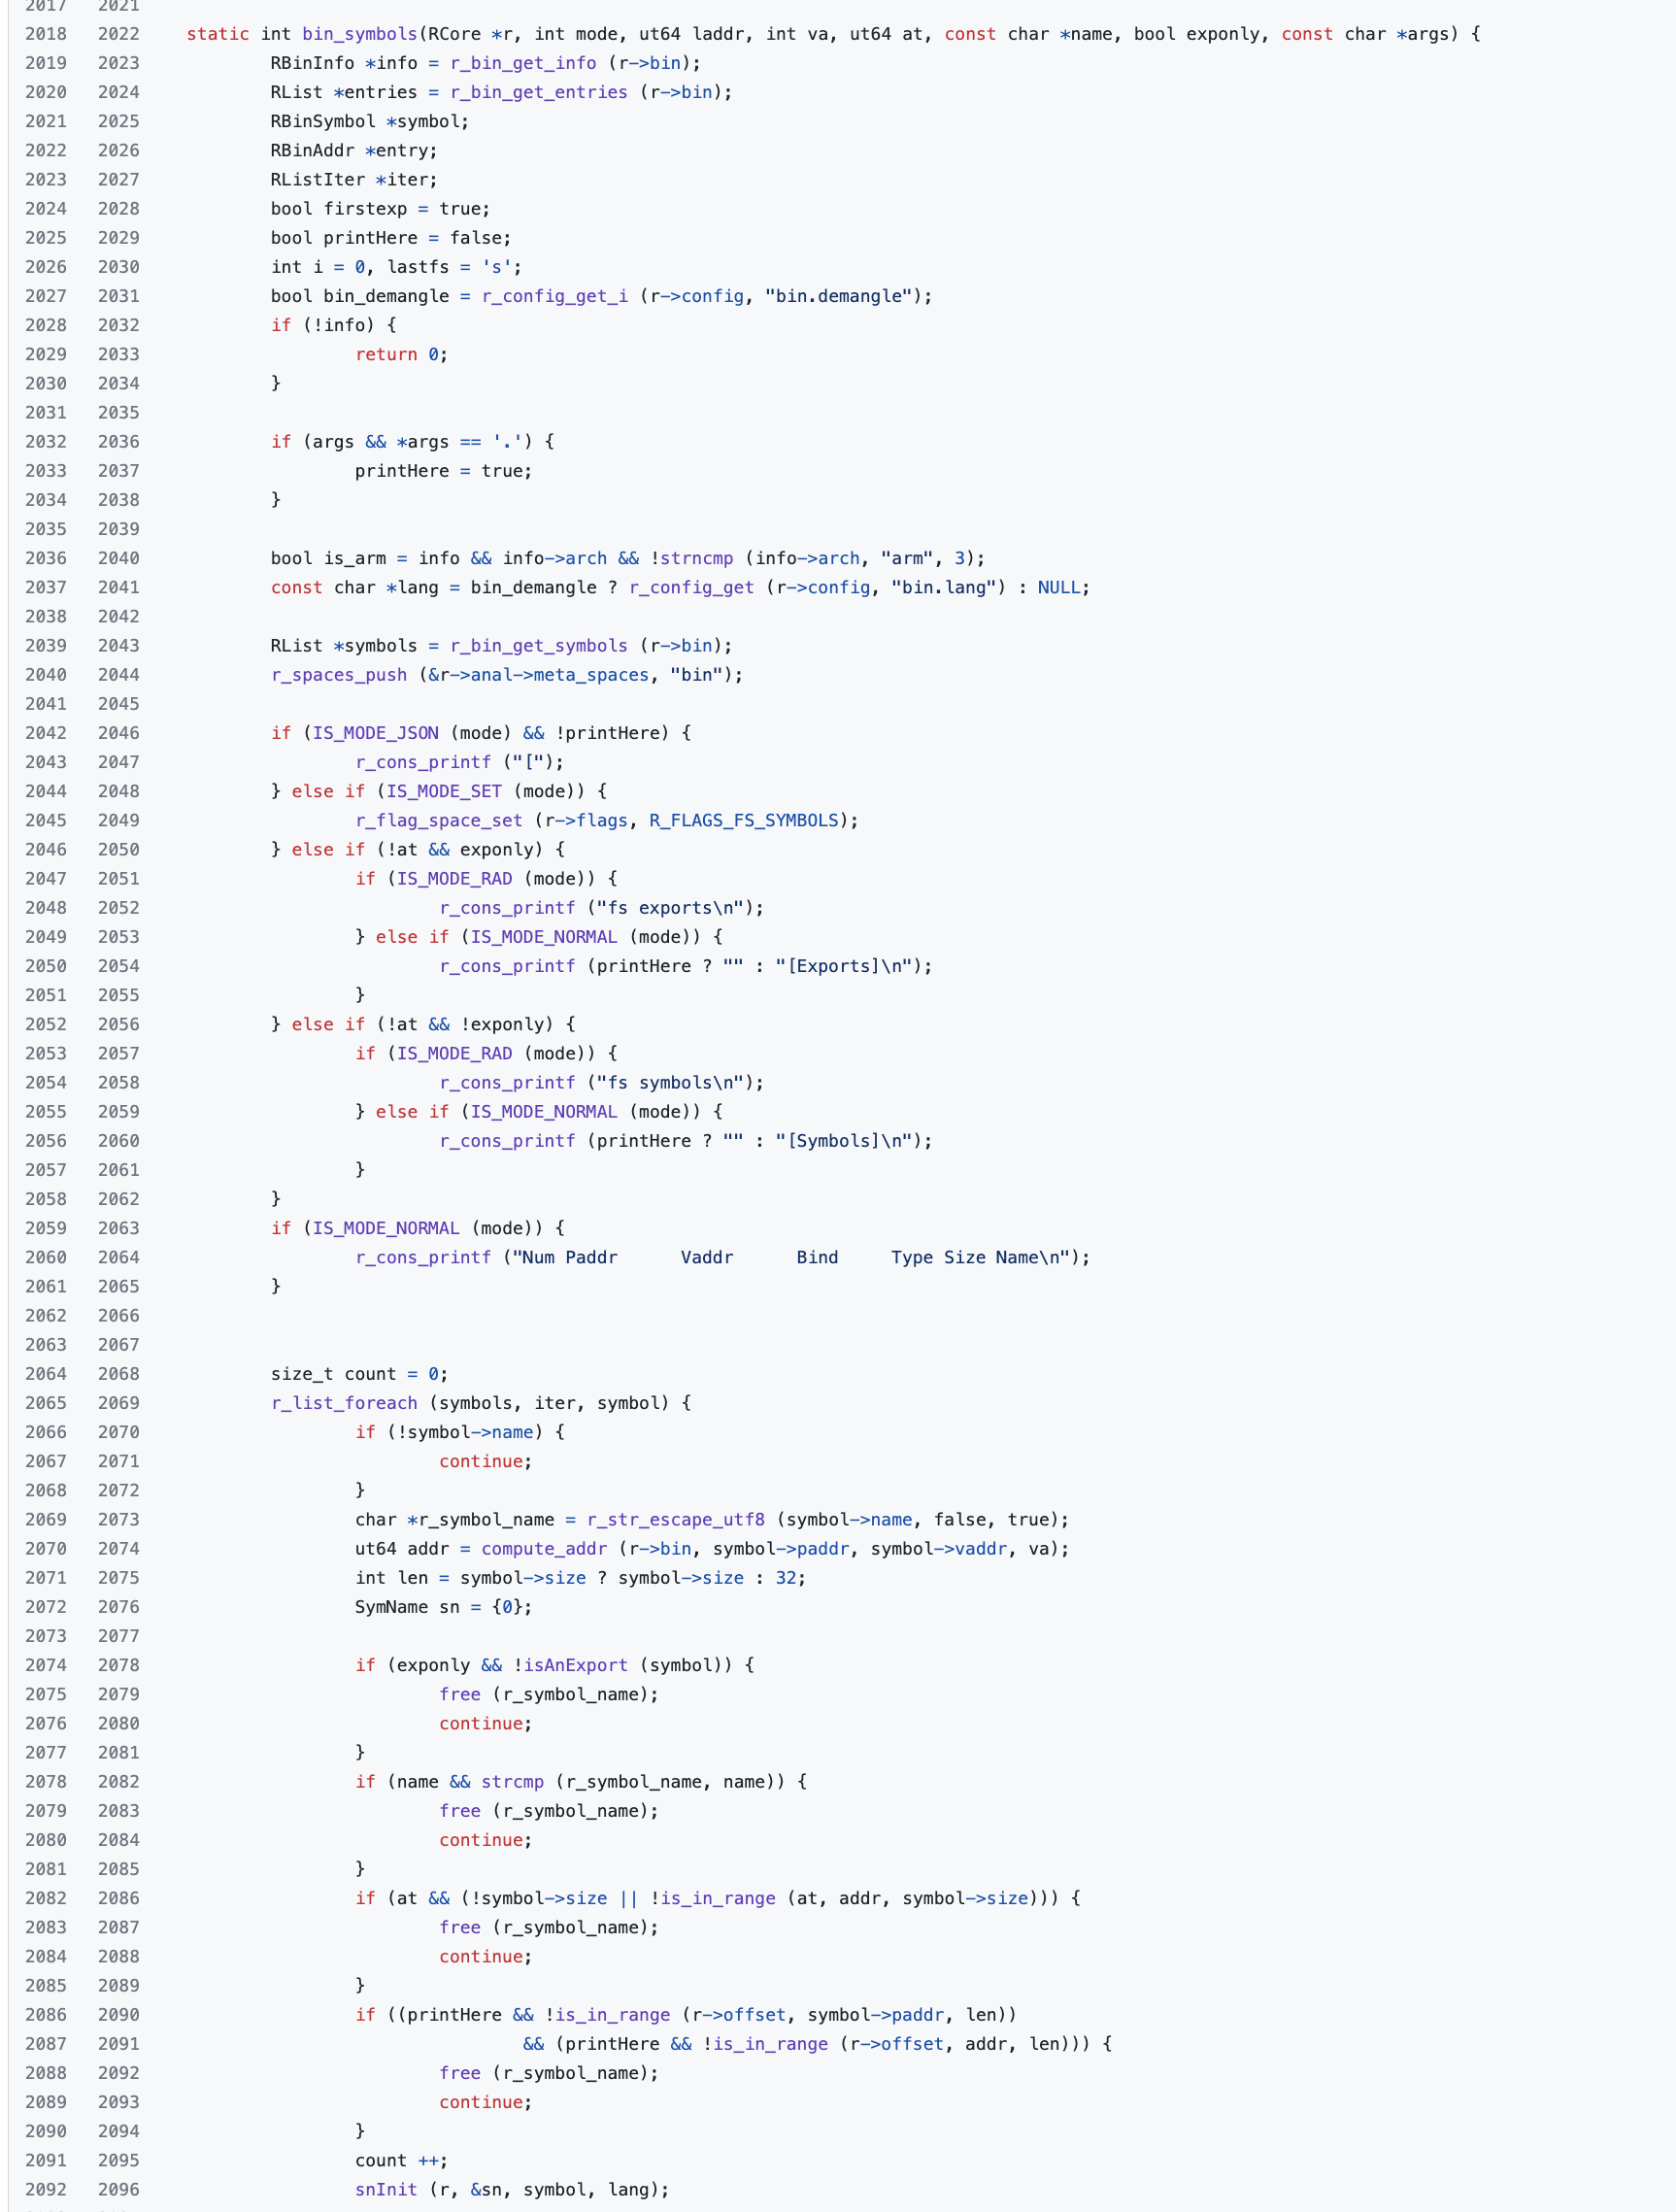 2017 2021
2018 2022 static int bin_symbols(RCore *r, int mode, ut64 laddr, int va, ut64 at, const char *name, bool exponly, const char *args) {
2019 2023 RBinInfo *info = r_bin_get_info (r->bin);
2020 2024 RList *entries = r_bin_get_entries (r->bin);
2021 2025 RBinSymbol *symbol;
2022 2026 RBinAddr *entry;
2023 2027 RListIter *iter;
2024 2028 bool firstexp = true;
2025 2029 bool printHere = false;
2026 2030 int i = 0, lastfs = 's';
2027 2031 bool bin_demangle = r_config_get_i (r->config, "bin.demangle");
2028 2032 if (!info) {
2029 2033 return 0;
2030 2034 }
2031 2035
2032 2036 if (args && *args == '.') {
2033 2037 printHere = true;
2034 2038 }
2035 2039
2036 2040 bool is_arm = info && info->arch && !strncmp (info->arch, "arm", 3);
2037 2041 const char *lang = bin_demangle ? r_config_get (r->config, "bin.lang") : NULL;
2038 2042
2039 2043 RList *symbols = r_bin_get_symbols (r->bin);
2040 2044 r_spaces_push (&r->anal->meta_spaces, "bin");
2041 2045
2042 2046 if (IS_MODE_JSON (mode) && !printHere) {
2043 2047 r_cons_printf ("[");
2044 2048 } else if (IS_MODE_SET (mode)) {
2045 2049 r_flag_space_set (r->flags, R_FLAGS_FS_SYMBOLS);
2046 2050 } else if (!at && exponly) {
2047 2051 if (IS_MODE_RAD (mode)) {
2048 2052 r_cons_printf ("fs exports\n");
2049 2053 } else if (IS_MODE_NORMAL (mode)) {
2050 2054 r_cons_printf (printHere ? "" : "[Exports]\n");
2051 2055 }
2052 2056 } else if (!at && !exponly) {
2053 2057 if (IS_MODE_RAD (mode)) {
2054 2058 r_cons_printf ("fs symbols\n");
2055 2059 } else if (IS_MODE_NORMAL (mode)) {
2056 2060 r_cons_printf (printHere ? "" : "[Symbols]\n");
2057 2061 }
2058 2062 }
2059 2063 if (IS_MODE_NORMAL (mode)) {
2060 2064 r_cons_printf ("Num Paddr      Vaddr      Bind     Type Size Name\n");
2061 2065 }
2062 2066
2063 2067
2064 2068 size_t count = 0;
2065 2069 r_list_foreach (symbols, iter, symbol) {
2066 2070 if (!symbol->name) {
2067 2071 continue;
2068 2072 }
2069 2073 char *r_symbol_name = r_str_escape_utf8 (symbol->name, false, true);
2070 2074 ut64 addr = compute_addr (r->bin, symbol->paddr, symbol->vaddr, va);
2071 2075 int len = symbol->size ? symbol->size : 32;
2072 2076 SymName sn = {0};
2073 2077
2074 2078 if (exponly && !isAnExport (symbol)) {
2075 2079 free (r_symbol_name);
2076 2080 continue;
2077 2081 }
2078 2082 if (name && strcmp (r_symbol_name, name)) {
2079 2083 free (r_symbol_name);
2080 2084 continue;
2081 2085 }
2082 2086 if (at && (!symbol->size || !is_in_range (at, addr, symbol->size))) {
2083 2087 free (r_symbol_name);
2084 2088 continue;
2085 2089 }
2086 2090 if ((printHere && !is_in_range (r->offset, symbol->paddr, len))
2087 2091 && (printHere && !is_in_range (r->offset, addr, len))) {
2088 2092 free (r_symbol_name);
2089 2093 continue;
2090 2094 }
2091 2095 count ++;
2092 2096 snInit (r, &sn, symbol, lang);